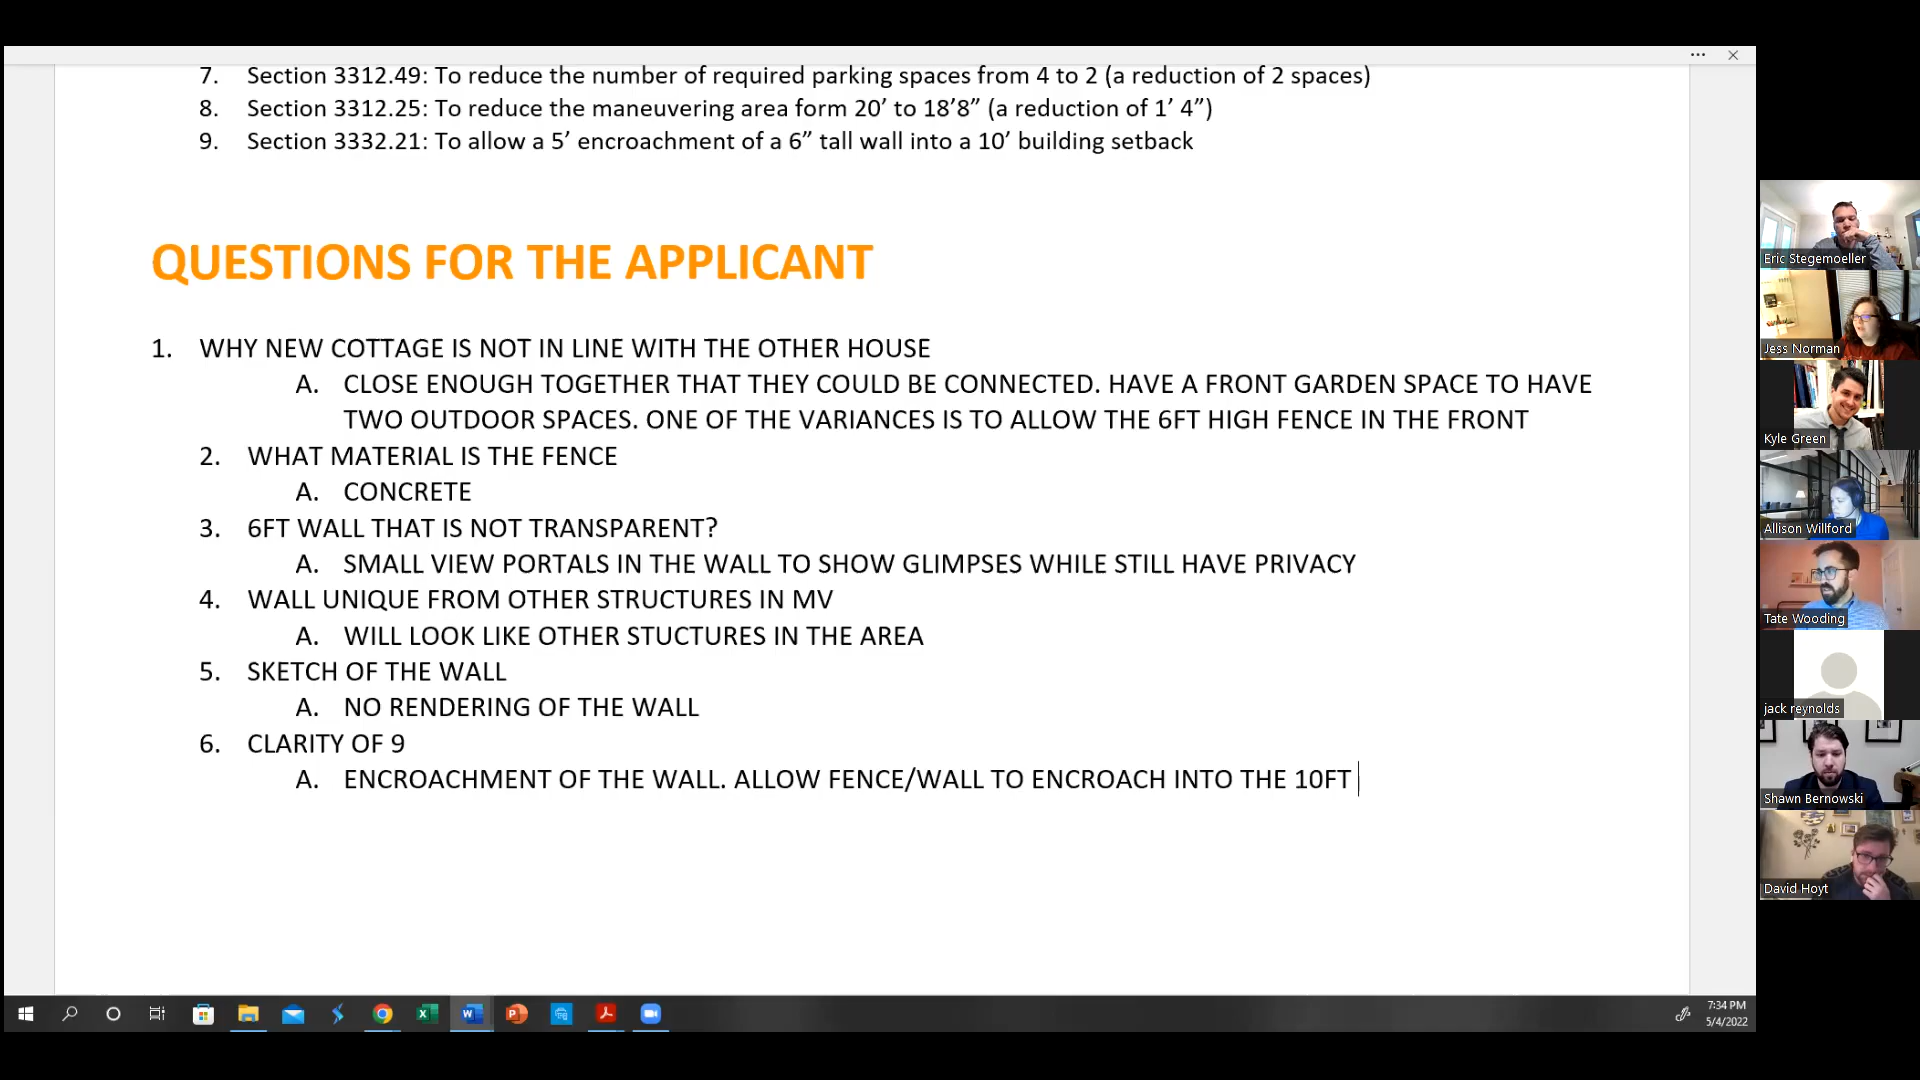 7. Section 3312.49: To reduce the number of required parking spaces from 4 to 2 (a reduction of 2 spaces)
8. Section 3312.25: To reduce the maneuvering area form 20’ to 18’8” (a reduction of 1’ 4”)
9. Section 3332.21: To allow a 5’ encroachment of a 6” tall wall into a 10’ building setback
QUESTIONS FOR THE APPLICANT
1. WHY NEW COTTAGE IS NOT IN LINE WITH THE OTHER HOUSE
A. CLOSE ENOUGH TOGETHER THAT THEY COULD BE CONNECTED. HAVE A FRONT GARDEN SPACE TO HAVE
TWO OUTDOOR SPACES. ONE OF THE VARIANCES IS TO ALLOW THE 6FT HIGH FENCE IN THE FRONT
2. WHAT MATERIAL IS THE FENCE
A. CONCRETE
3. 6FT WALL THAT IS NOT TRANSPARENT?
A. SMALL VIEW PORTALS IN THE WALL TO SHOW GLIMPSES WHILE STILL HAVE PRIVACY
4. WALL UNIQUE FROM OTHER STRUCTURES IN MV
A. WILL LOOK LIKE OTHER STUCTURES IN THE AREA
5. SKETCH OF THE WALL
A. NO RENDERING OF THE WALL
6. CLARITY OF 9
A. ENCROACHMENT OF THE WALL. ALLOW FENCE/WALL TO ENCROACH INTO THE 10FT
Eric Stegemoeller
Jess Norman
Kyle Green
Allison Willford
Tate Wooding
jack reynolds
Shawn Bernowski
David Hoyt
7:34 PM
5/4/2022